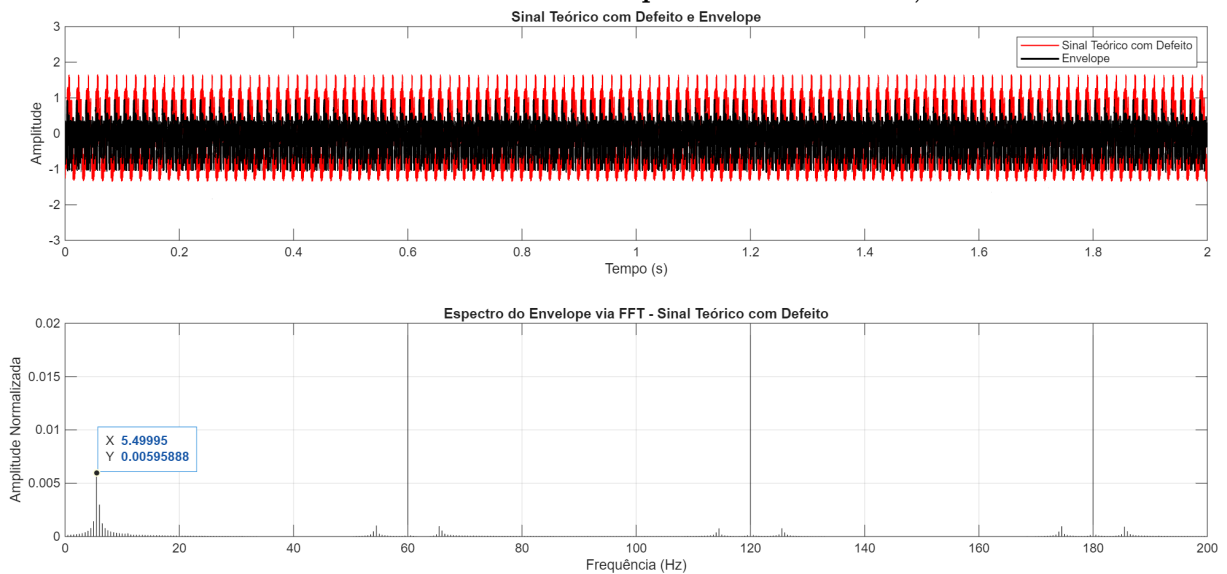 Sinal Teórico com Defeito e Envelope
3
2
1
0
-1
-2
-3
Amplitude
Sinal Teórico com Defeito
Envelope
0 0.2 0.4 0.6 0.8 1 1.2 1.4 1.6 1.8 2
Tempo (s)
Espectro do Envelope via FFT - Sinal Teórico com Defeito
0.02
0.015
0.01
0.005
0
Amplitude Normalizada
X 5.49995
Y 0.00595888
0 20 40 60 80 100 120 140 160 180 200
Frequência (Hz)